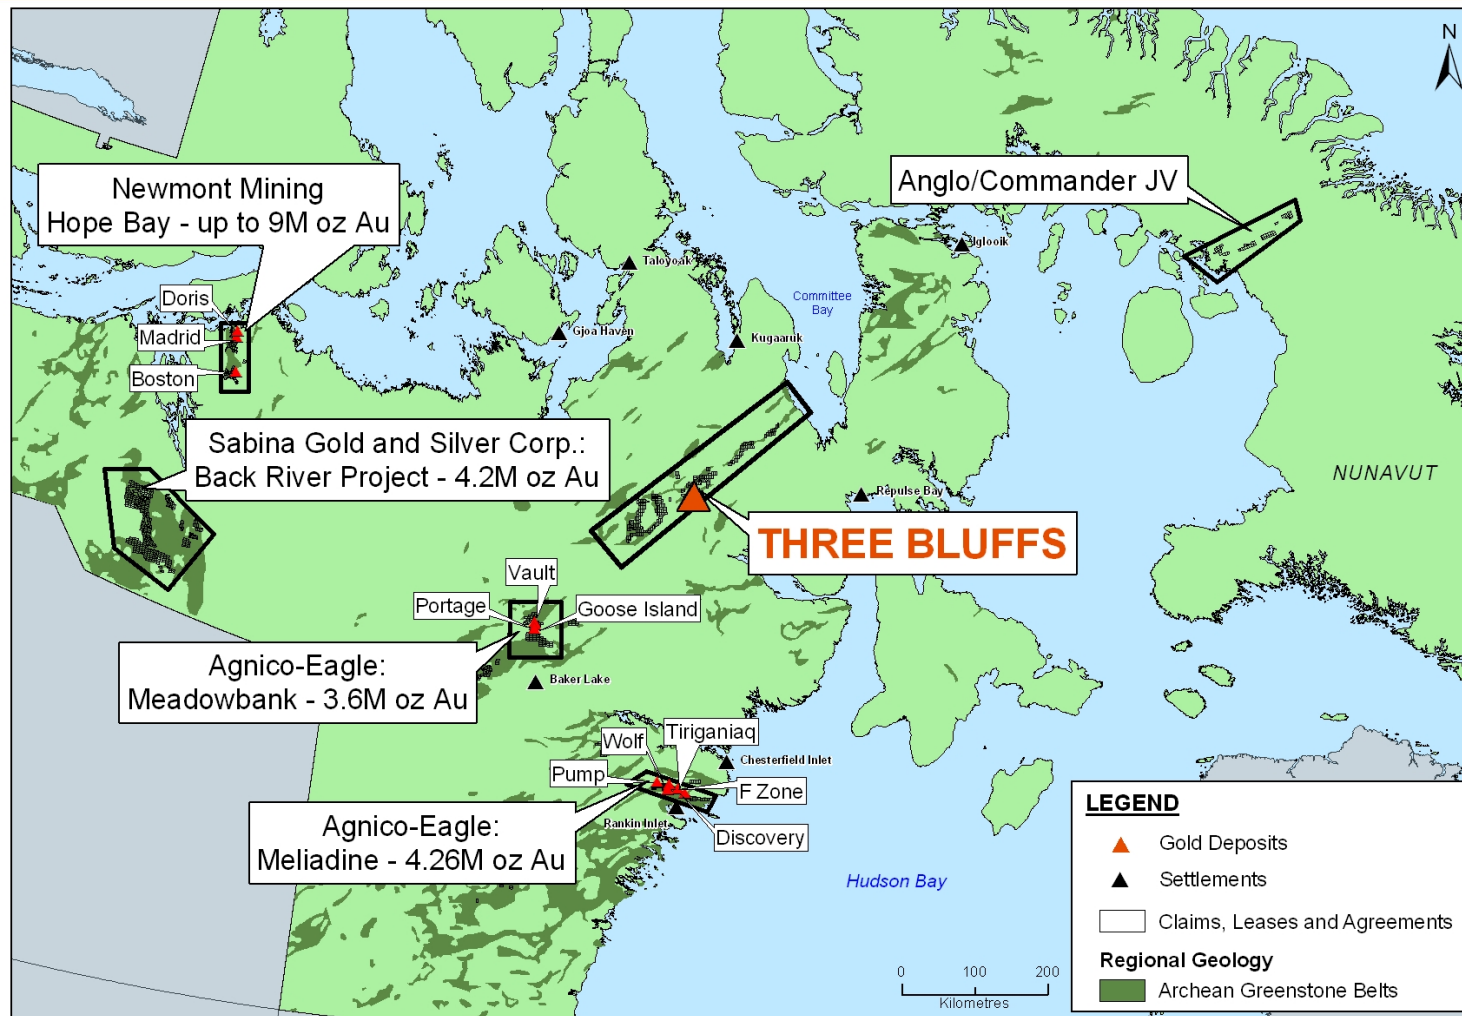 N
Newmont Mining
Hope Bay - up to 9M oz Au
Anglo/Commander JV
Iglooik
Taloyoak
Committee
Bay
Doris
Madrid
Boston
Gjoa Haven
Kugaaruk
Sabina Gold and Silver Corp.:
Back River Project - 4.2M oz Au
NUNAVUT
Repulse Bay
THREE BLUFFS
Vault
Portage
Goose Island
Agnico-Eagle:
Meadowbank - 3.6M oz Au
Baker Lake
Tiriganiaq
Wolf
Chesterfield Inlet
Pump
F Zone
Rankin Inlet
Discovery
Agnico-Eagle:
Meliadine - 4.26M oz Au
Hudson Bay
0 100 200
Kilometres
LEGEND
Gold Deposits
Settlements
Claims, Leases and Agreements
Regional Geology
Archean Greenstone Belts